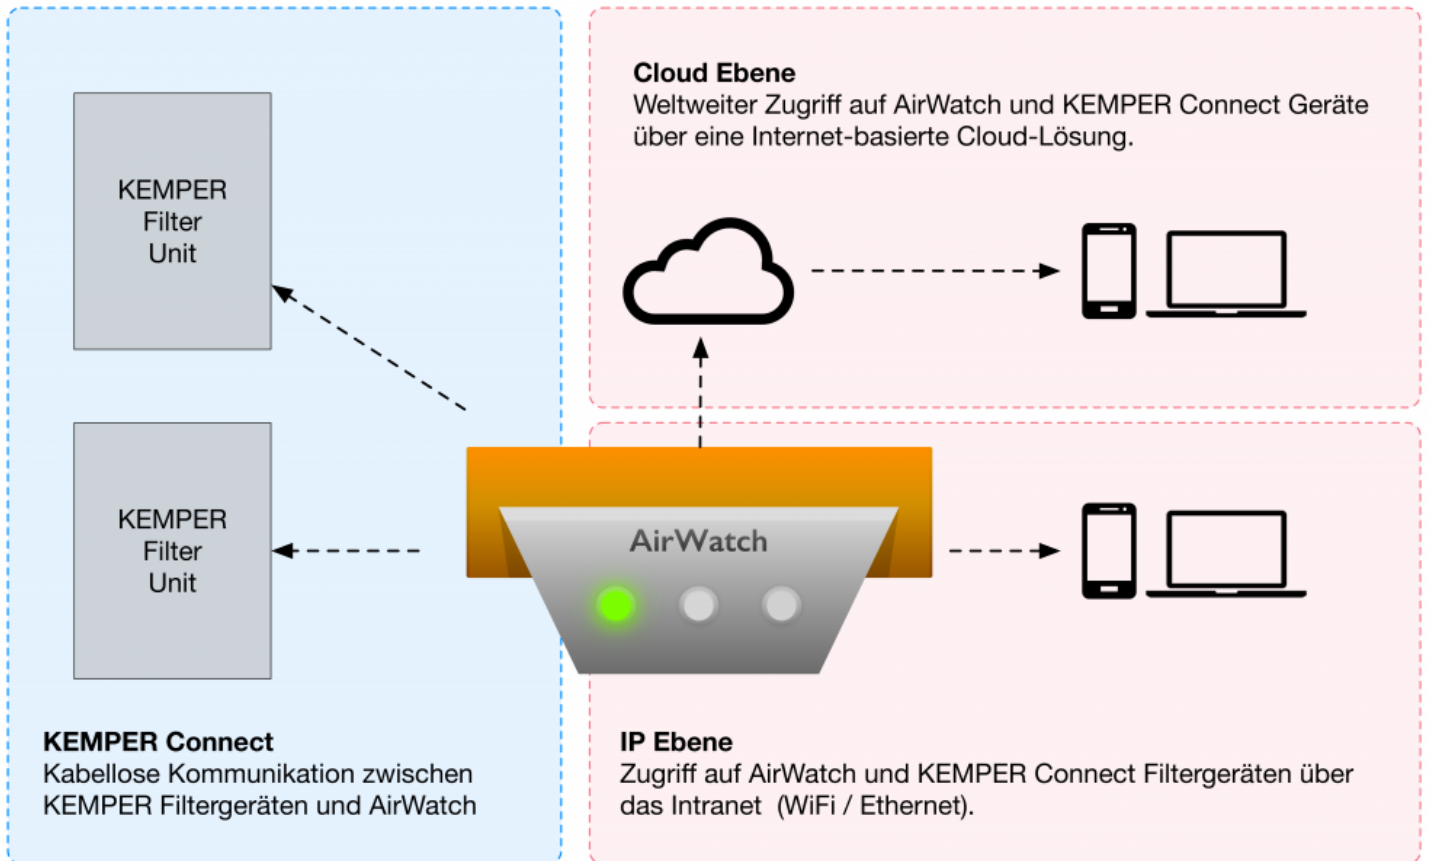 Cloud Ebene
Weltweiter Zugriff auf AirWatch und KEMPER Connect Geräte
über eine Internet-basierte Cloud-Lösung.
KEMPER
Filter
Unit
KEMPER
Filter
Unit
AirWatch
KEMPER Connect
Kabellose Kommunikation zwischen
KEMPER Filtergeräten und AirWatch
IP Ebene
Zugriff auf AirWatch und KEMPER Connect Filtergeräten über
das Intranet  (WiFi / Ethernet).